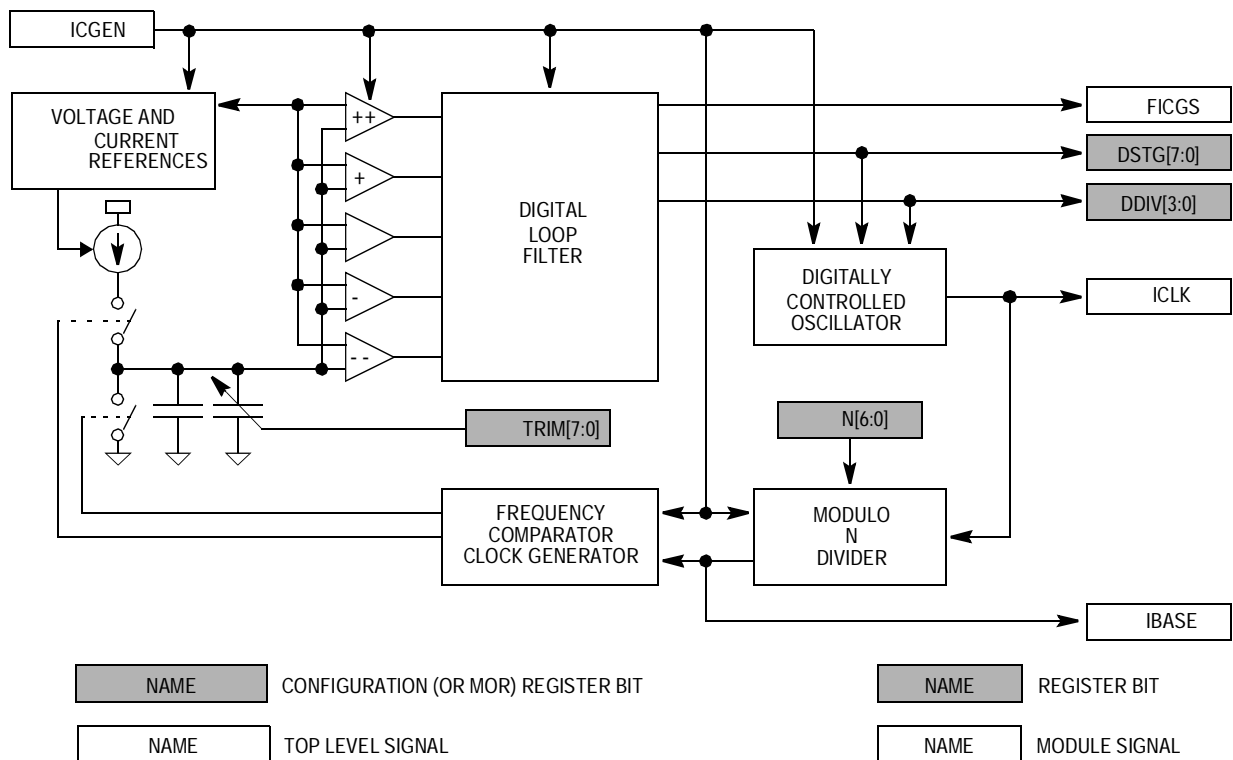 ICGEN
VOLTAGE AND
CURRENT
REFERENCES
++
+
-
--
DIGITAL
LOOP
FILTER
FICGS
DSTG[7:0]
DDIV[3:0]
DIGITALLY
CONTROLLED
OSCILLATOR
ICLK
TRIM[7:0]
N[6:0]
FREQUENCY
COMPARATOR
CLOCK GENERATOR
MODULO
N
DIVIDER
IBASE
NAME CONFIGURATION (OR MOR) REGISTER BIT
NAME REGISTER BIT
NAME TOP LEVEL SIGNAL
NAME MODULE SIGNAL